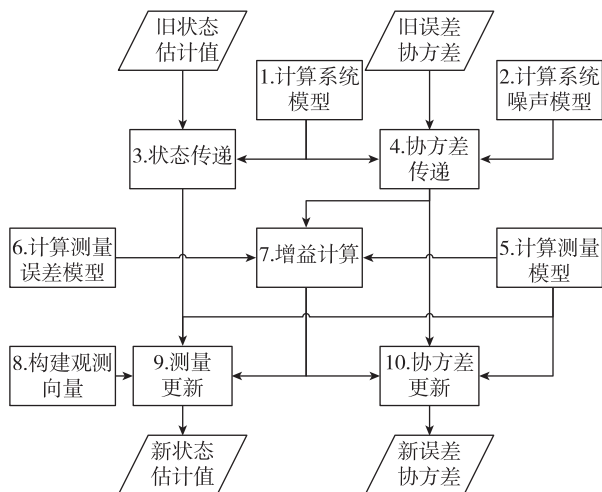 旧状态
估计值
旧误差
协方差
1.计算系统
模型
2.计算系统
噪声模型
3.状态传递
4.协方差
传递
6.计算测量
误差模型
7.增益计算
5.计算测量
模型
8.构建观测
向量
9.测量
更新
10.协方差
更新
新状态
估计值
新误差
协方差